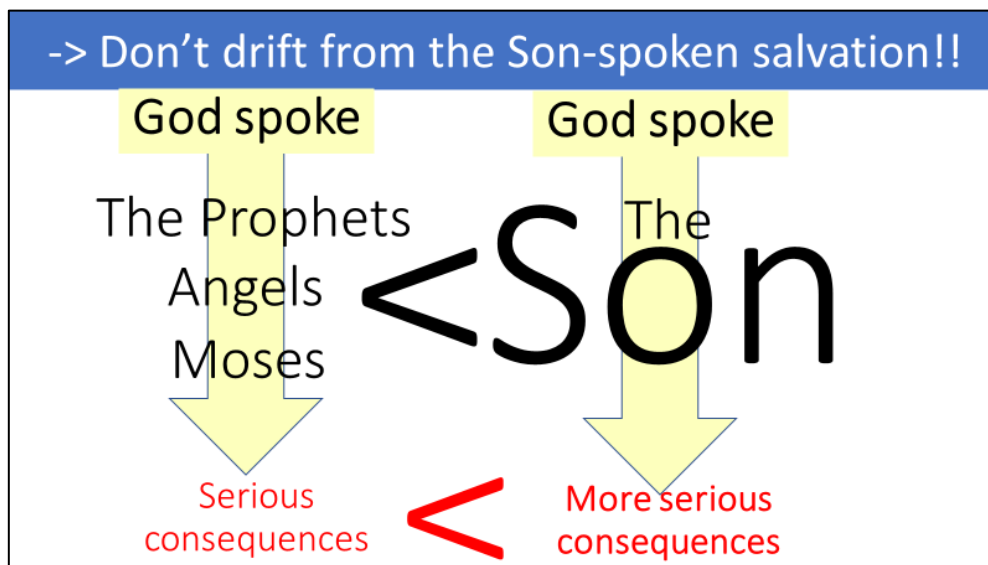 -> Don't drift from the Son-spoken salvation!!
God spoke God spoke
The Prophets
Angels
Moses
<
The
Son
Serious
consequences
<
More serious
consequences